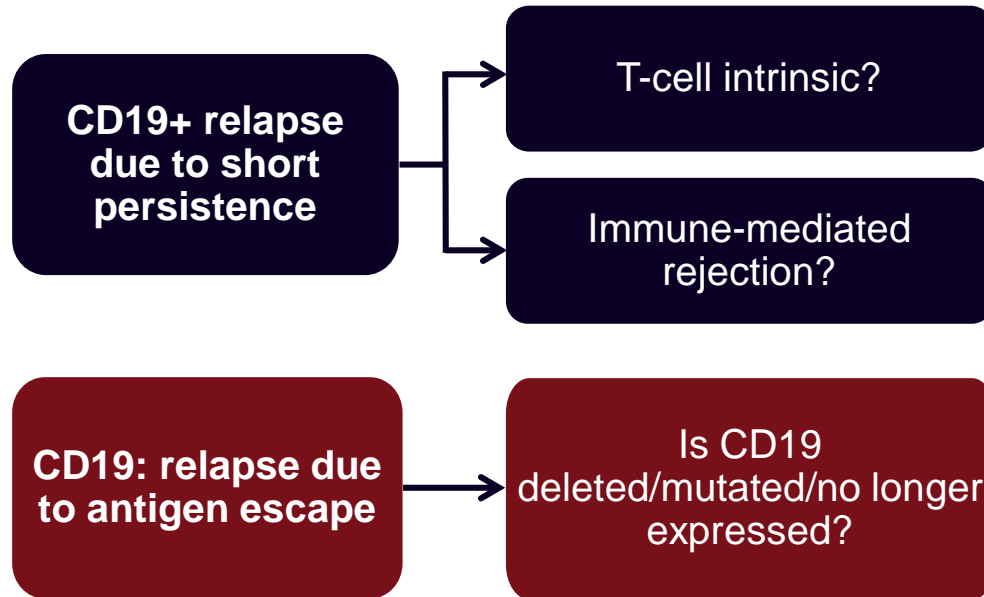 CD19+ relapse
due to short
persistence
T-cell intrinsic?
Immune-mediated
rejection?
CD19: relapse due
to antigen escape
Is CD19
deleted/mutated/no longer
expressed?